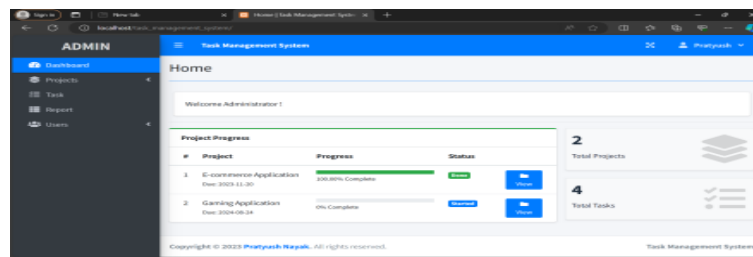 Sign in
New tab
Home | Task Management System
localhost/task_management_system/
ADMIN
Task Management System
Pratyush
Dashboard
Projects
Task
Report
Users
Home
Welcome Administrator !
Project Progress
# Project Progress Status
1 E-commerce Application
Due: 2023-11-30
100.00% Complete
Done
View
2 Gaming Application
Due: 2024-08-24
0% Complete
Started
View
2
Total Projects
4
Total Tasks
Copyright © 2023 Pratyush Nayak. All rights reserved.
Task Management System